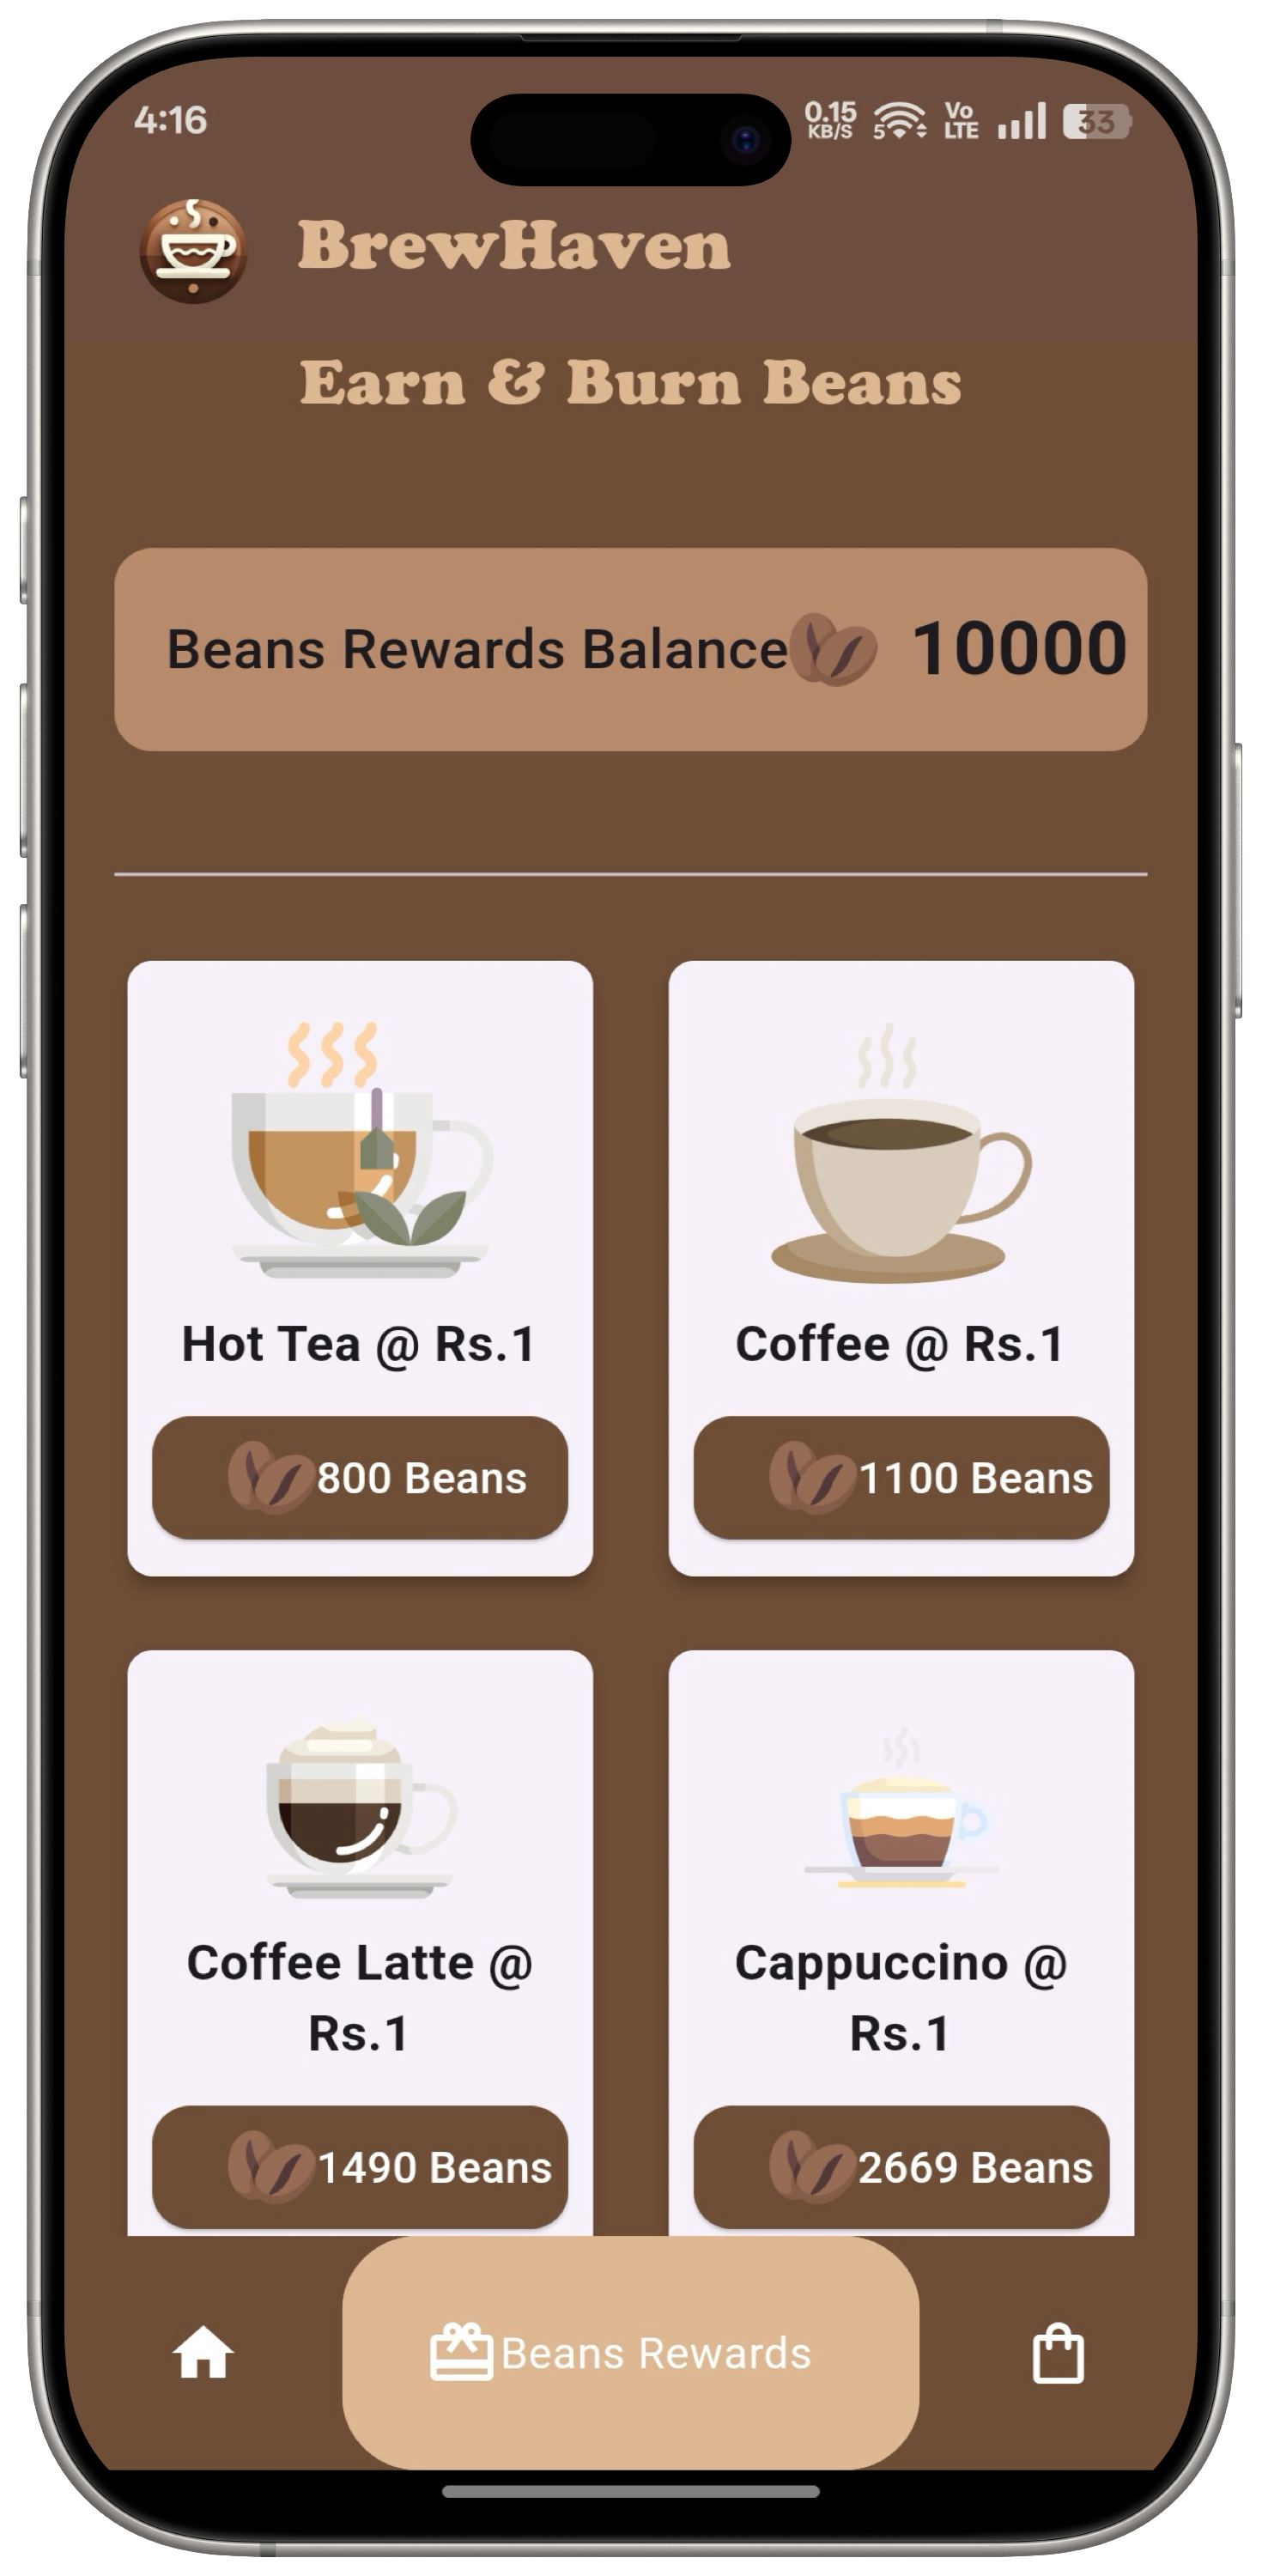 4:16
0.15
KB/S
5
Vo
LTE
33
BrewHaven
Earn & Burn Beans
Beans Rewards Balance 10000
Hot Tea @ Rs.1
800 Beans
Coffee @ Rs.1
1100 Beans
Coffee Latte @
Rs.1
1490 Beans
Cappuccino @
Rs.1
2669 Beans
Beans Rewards